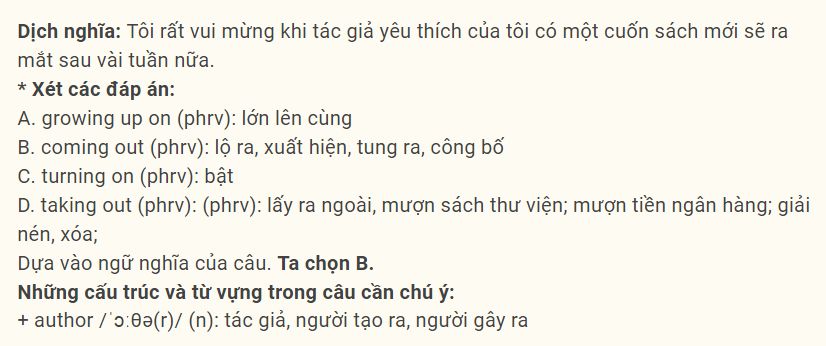 Dịch nghĩa: Tôi rất vui mừng khi tác giả yêu thích của tôi có một cuốn sách mới sẽ ra
mắt sau vài tuần nữa.
* Xét các đáp án:
A. growing up on (phrv): lớn lên cùng
B. coming out (phrv): lộ ra, xuất hiện, tung ra, công bố
C. turning on (phrv): bật
D. taking out (phrv): (phrv): lấy ra ngoài, mượn sách thư viện; mượn tiền ngân hàng; giải
nén, xóa;
Dựa vào ngữ nghĩa của câu. Ta chọn B.
Những cấu trúc và từ vựng trong câu cần chú ý:
+ author /ˈɔːθə(r)/ (n): tác giả, người tạo ra, người gây ra